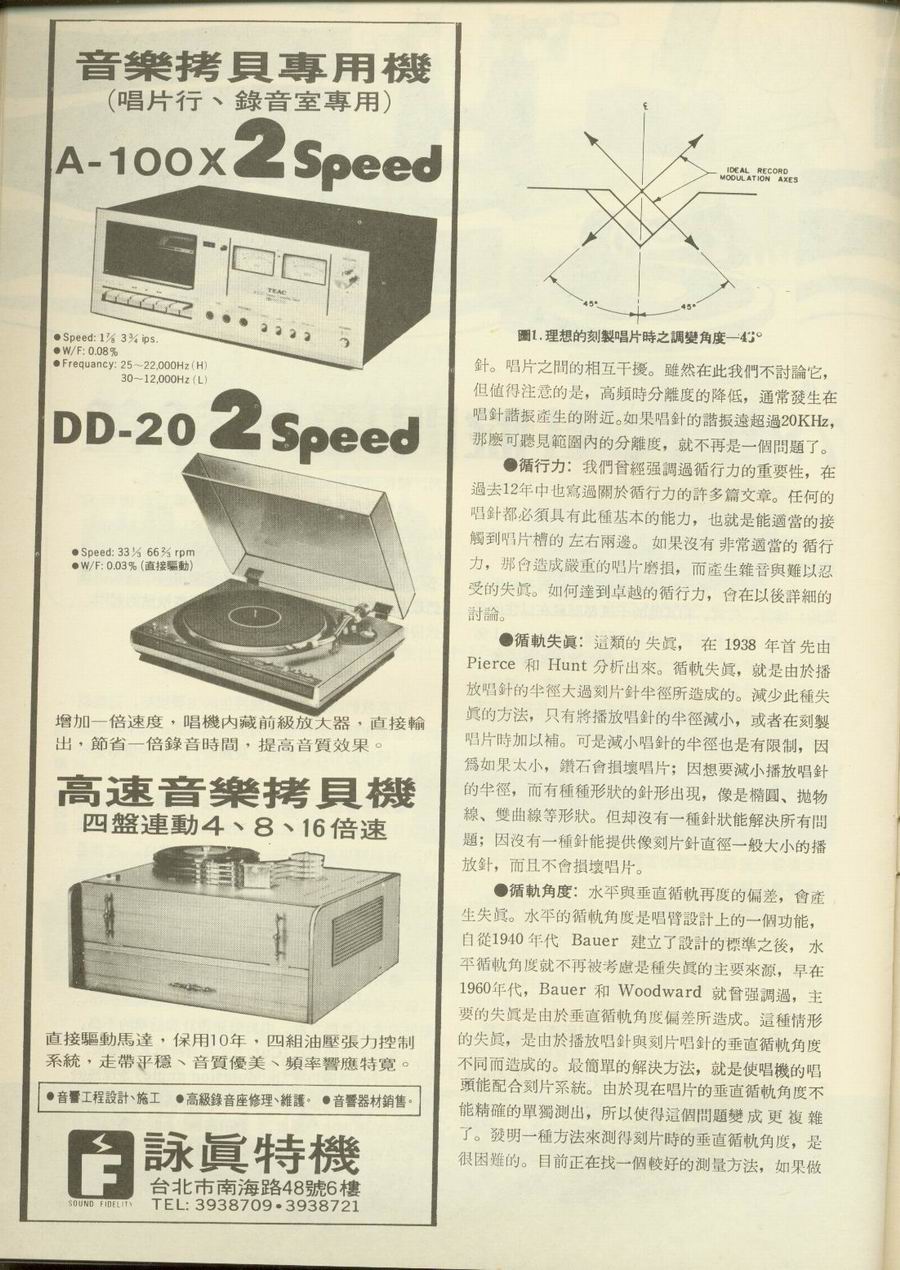 音樂拷貝專用機
(唱片行、錄音室專用)
A-100X 2 Speed
TEAC
●Speed: 1⅞ 3¾ ips.
●W/F: 0.08%
●Frequancy: 25～22,000Hz(H)
30～12,000Hz(L)
DD-20 2 Speed
●Speed: 33⅓ 66⅔ rpm
●W/F: 0.03% (直接驅動)
增加一倍速度，唱機內藏前級放大器，直接輸
出，節省一倍錄音時間，提高音質效果。
高速音樂拷貝機
四盤連動4、8、16倍速
直接驅動馬達，保用10年，四組油壓張力控制
系統，走帶平穩、音質優美、頻率響應特寬。
●音響工程設計、施工 ●高級錄音座修理、維護。 ●音響器材銷售。
SOUND FIDELITY
詠眞特機
台北市南海路48號6樓
TEL: 3938709•3938721
℄
IDEAL RECORD
MODULATION AXES
45° 45°
圖1.理想的刻製唱片時之調變角度—45°
針。唱片之間的相互干擾。雖然在此我們不討論它，
但値得注意的是，高頻時分離度的降低，通常發生在
唱針諧振產生的附近。如果唱針的諧振遠超過20KHz，
那麽可聽見範圍內的分離度，就不再是一個問題了。
●循行力：我們曾經强調過循行力的重要性，在
過去12年中也寫過關於循行力的許多篇文章。任何的
唱針都必須具有此種基本的能力，也就是能適當的接
觸到唱片槽的左右兩邊。如果沒有非常適當的循行
力，那會造成嚴重的唱片磨損，而產生雜音與難以忍
受的失眞。如何達到卓越的循行力，會在以後詳細的
討論。
●循軌失眞：這類的失眞，在 1938 年首先由
Pierce 和 Hunt 分析出來。循軌失眞，就是由於播
放唱針的半徑大過刻片針半徑所造成的。減少此種失
眞的方法，只有將播放唱針的半徑減小，或者在刻製
唱片時加以補。可是減小唱針的半徑也是有限制，因
爲如果太小，鑽石會損壞唱片；因想要減小播放唱針
的半徑，而有種種形狀的針形出現，像是橢圓、拋物
線、雙曲線等形狀。但却沒有一種針狀能解決所有問
題；因沒有一種針能提供像刻片針直徑一般大小的播
放針，而且不會損壞唱片。
●循軌角度：水平與垂直循軌再度的偏差，會產
生失眞。水平的循軌角度是唱臂設計上的一個功能，
自從1940 年代 Bauer 建立了設計的標準之後，水
平循軌角度就不再被考慮是種失眞的主要來源，早在
1960年代，Bauer 和 Woodward 就曾强調過，主
要的失眞是由於垂直循軌角度偏差所造成。這種情形
的失眞，是由於播放唱針與刻片唱針的垂直循軌角度
不同而造成的。最簡單的解決方法，就是使唱機的唱
頭能配合刻片系統。由於現在唱片的垂直循軌角度不
能精確的單獨測出，所以使得這個問題變成更複雜
了。發明一種方法來測得刻片時的垂直循軌角度，是
很困難的。目前正在找一個較好的測量方法，如果做